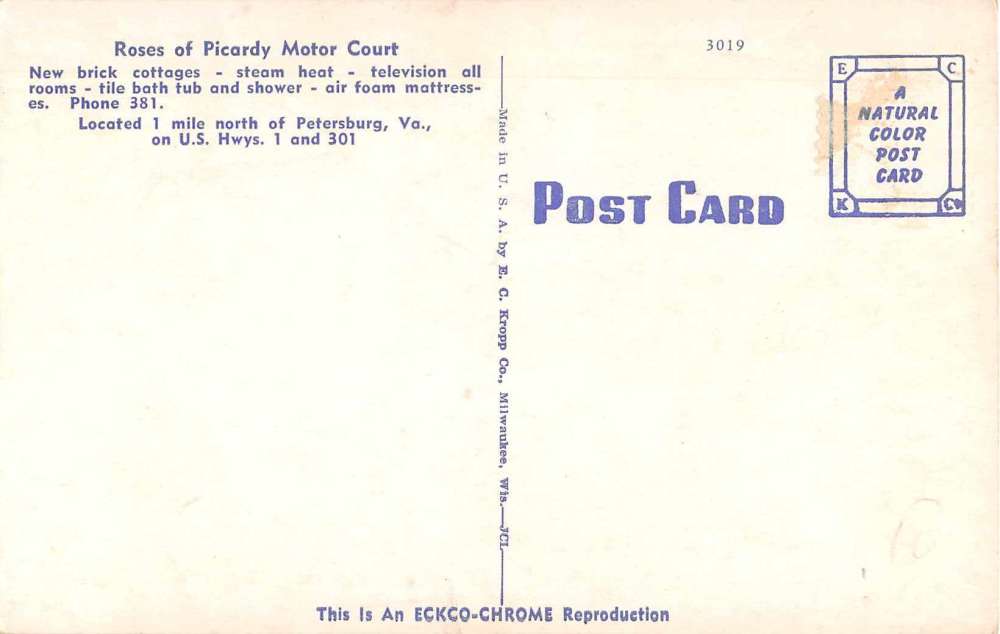 Roses of Picardy Motor Court
New brick cottages - steam heat - television all
rooms - tile bath tub and shower - air foam mattress-
es. Phone 381.
Located 1 mile north of Petersburg, Va.,
on U.S. Hwys. 1 and 301
Made in U. S. A. by E. C. Kropp Co., Milwaukee, Wis.—JCL
3019
E C
A
NATURAL
COLOR
POST
CARD
K Co
POST CARD
This Is An ECKCO-CHROME Reproduction